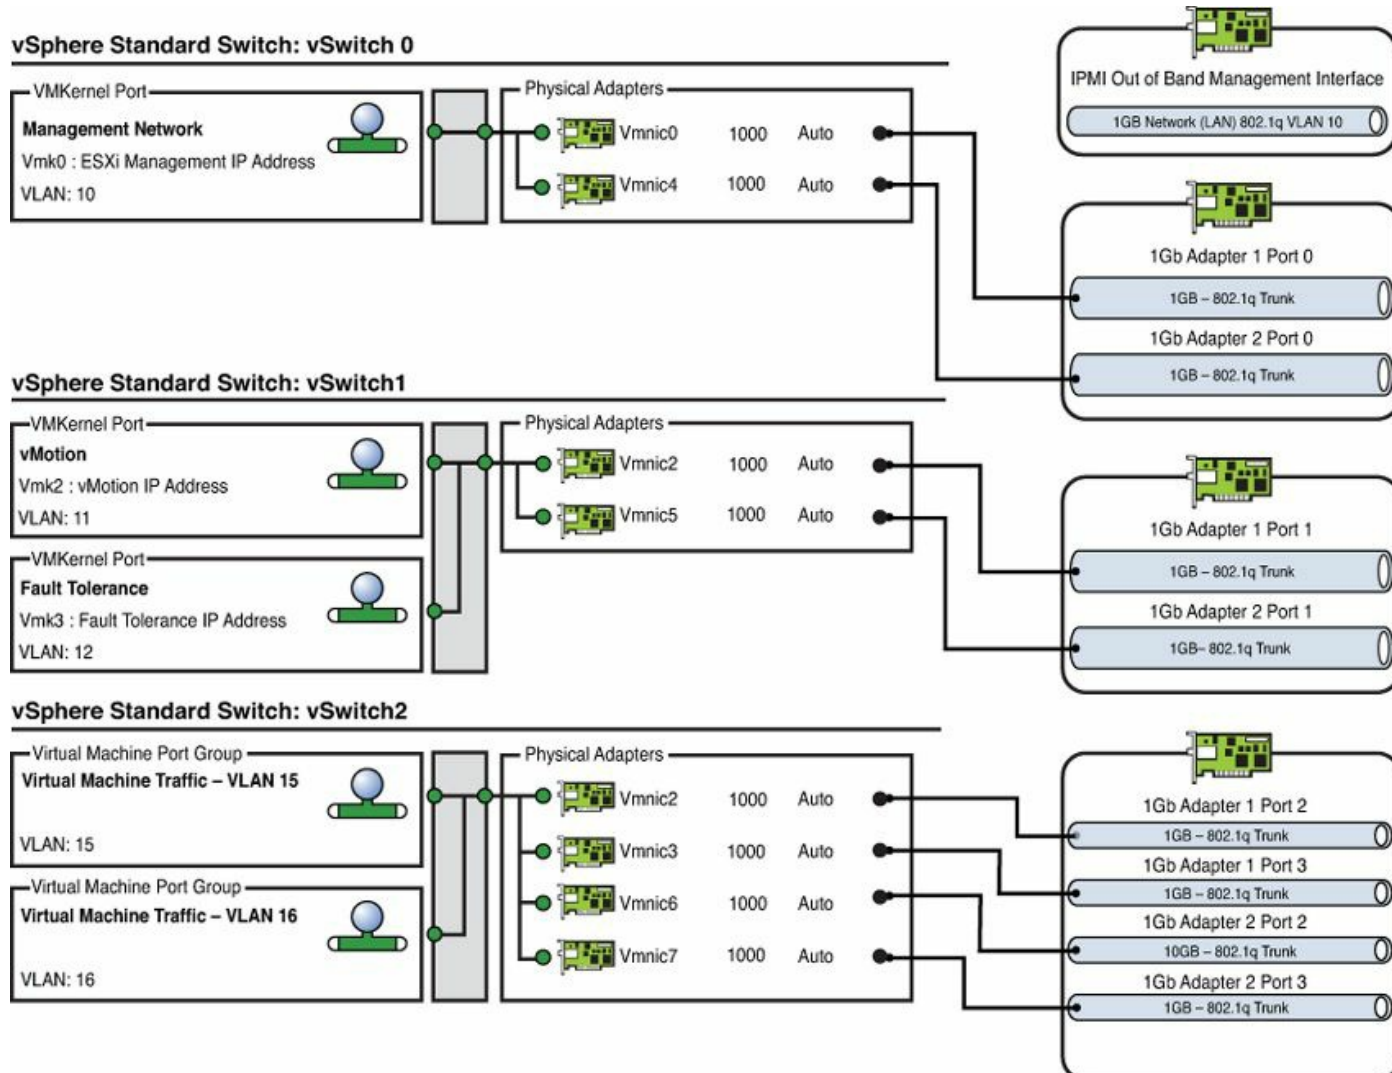 vSphere Standard Switch: vSwitch 0
VMKernel Port
Management Network
Vmk0 : ESXi Management IP Address
VLAN: 10
Physical Adapters
Vmnic0 1000 Auto
Vmnic4 1000 Auto
IPMI Out of Band Management Interface
1GB Network (LAN) 802.1q VLAN 10
1Gb Adapter 1 Port 0
1GB – 802.1q Trunk
1Gb Adapter 2 Port 0
1GB – 802.1q Trunk
vSphere Standard Switch: vSwitch1
VMKernel Port
vMotion
Vmk2 : vMotion IP Address
VLAN: 11
VMKernel Port
Fault Tolerance
Vmk3 : Fault Tolerance IP Address
VLAN: 12
Physical Adapters
Vmnic2 1000 Auto
Vmnic5 1000 Auto
1Gb Adapter 1 Port 1
1GB – 802.1q Trunk
1Gb Adapter 2 Port 1
1GB– 802.1q Trunk
vSphere Standard Switch: vSwitch2
Virtual Machine Port Group
Virtual Machine Traffic – VLAN 15
VLAN: 15
Virtual Machine Port Group
Virtual Machine Traffic – VLAN 16
VLAN: 16
Physical Adapters
Vmnic2 1000 Auto
Vmnic3 1000 Auto
Vmnic6 1000 Auto
Vmnic7 1000 Auto
1Gb Adapter 1 Port 2
1GB – 802.1q Trunk
1Gb Adapter 1 Port 3
1GB – 802.1q Trunk
1Gb Adapter 2 Port 2
10GB – 802.1q Trunk
1Gb Adapter 2 Port 3
1GB – 802.1q Trunk